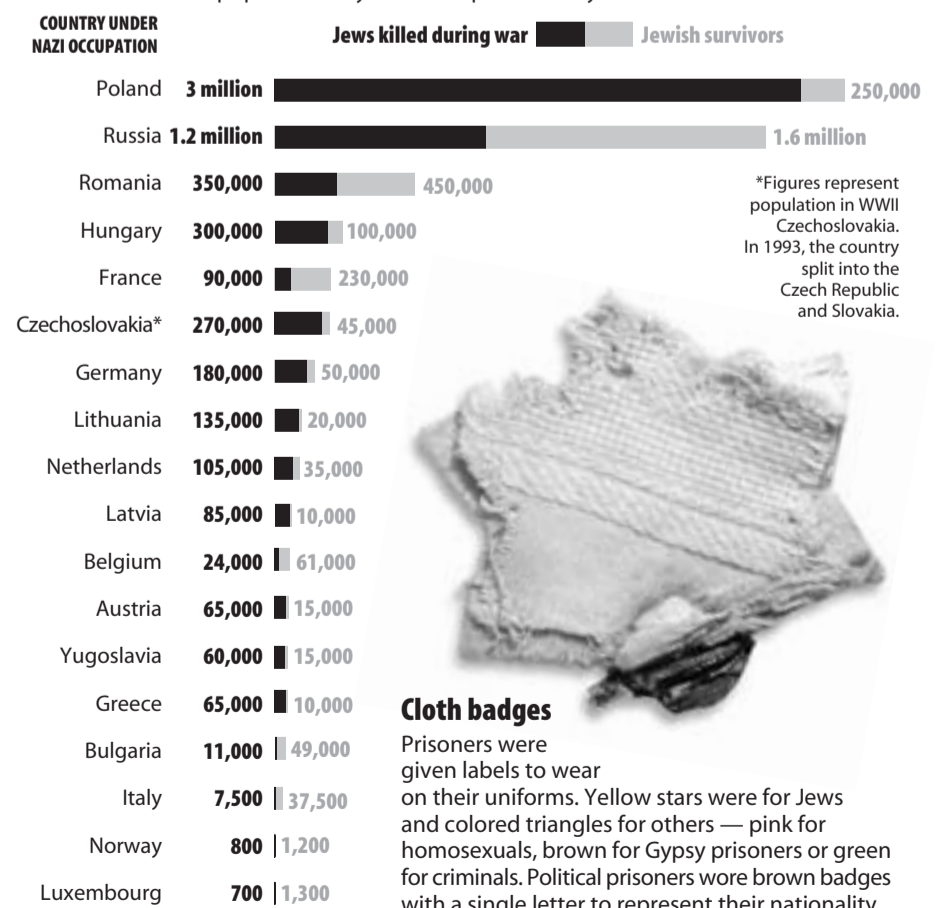 COUNTRY UNDER
NAZI OCCUPATION
Jews killed during war
Jewish survivors
Poland 3 million 250,000
Russia 1.2 million 1.6 million
Romania 350,000 450,000
Hungary 300,000 100,000
France 90,000 230,000
Czechoslovakia* 270,000 45,000
Germany 180,000 50,000
Lithuania 135,000 20,000
Netherlands 105,000 35,000
Latvia 85,000 10,000
Belgium 24,000 61,000
Austria 65,000 15,000
Yugoslavia 60,000 15,000
Greece 65,000 10,000
Bulgaria 11,000 49,000
Italy 7,500 37,500
Norway 800 1,200
Luxembourg 700 1,300
*Figures represent
population in WWII
Czechoslovakia.
In 1993, the country
split into the
Czech Republic
and Slovakia.
Cloth badges
Prisoners were
given labels to wear
on their uniforms. Yellow stars were for Jews
and colored triangles for others — pink for
homosexuals, brown for Gypsy prisoners or green
for criminals. Political prisoners wore brown badges
with a single letter to represent their nationality